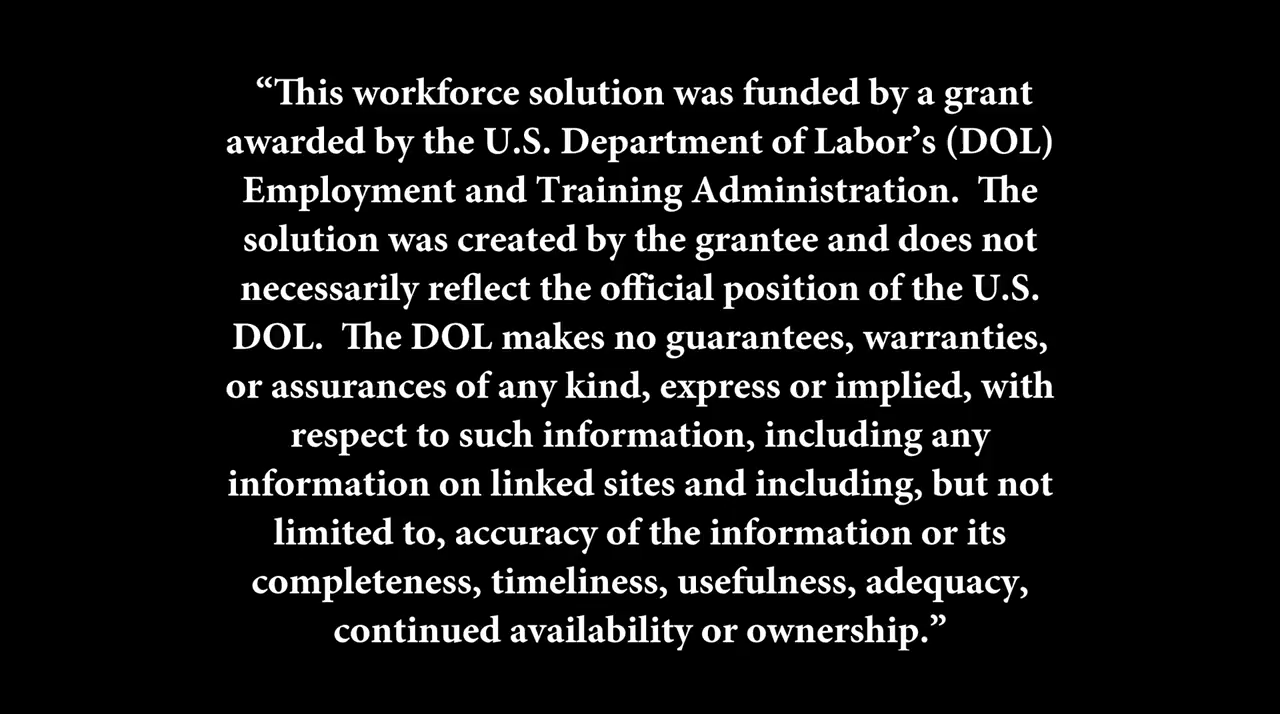 “This workforce solution was funded by a grant
awarded by the U.S. Department of Labor’s (DOL)
Employment and Training Administration.  The
solution was created by the grantee and does not
necessarily reflect the official position of the U.S.
DOL.  The DOL makes no guarantees, warranties,
or assurances of any kind, express or implied, with
respect to such information, including any
information on linked sites and including, but not
limited to, accuracy of the information or its
completeness, timeliness, usefulness, adequacy,
continued availability or ownership.”